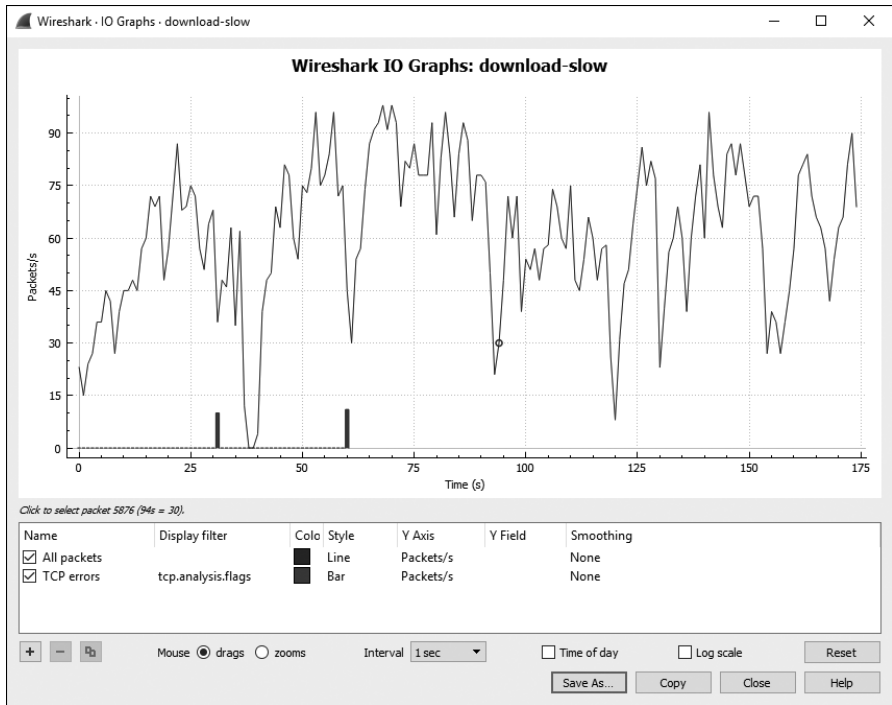 Wireshark · IO Graphs · download-slow
Wireshark IO Graphs: download-slow
90
75
60
45
30
15
0
Packets/s
0 25 50 75 100 125 150 175
Time (s)
Click to select packet 5876 (94s = 30).
Name Display filter Colo Style Y Axis Y Field Smoothing
All packets Line Packets/s None
TCP errors tcp.analysis.flags Bar Packets/s None
+ − Mouse drags zooms Interval 1 sec Time of day Log scale Reset
Save As... Copy Close Help